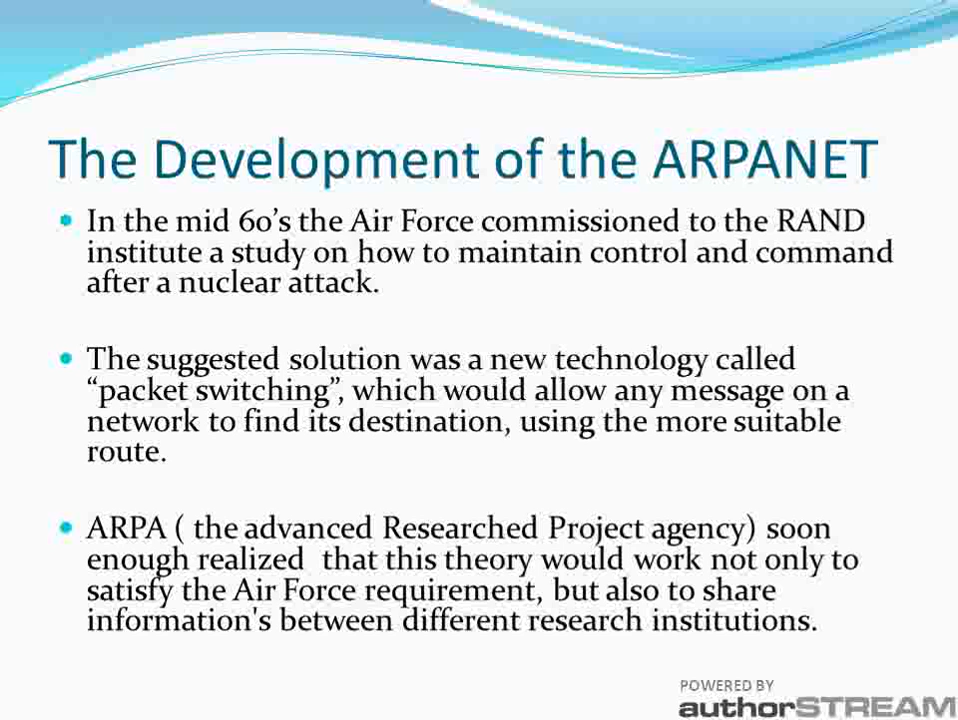 The Development of the ARPANET
In the mid 60’s the Air Force commissioned to the RAND
institute a study on how to maintain control and command
after a nuclear attack.
The suggested solution was a new technology called
“packet switching”, which would allow any message on a
network to find its destination, using the more suitable
route.
ARPA ( the advanced Researched Project agency) soon
enough realized  that this theory would work not only to
satisfy the Air Force requirement, but also to share
information's between different research institutions.
POWERED BY
authorSTREAM